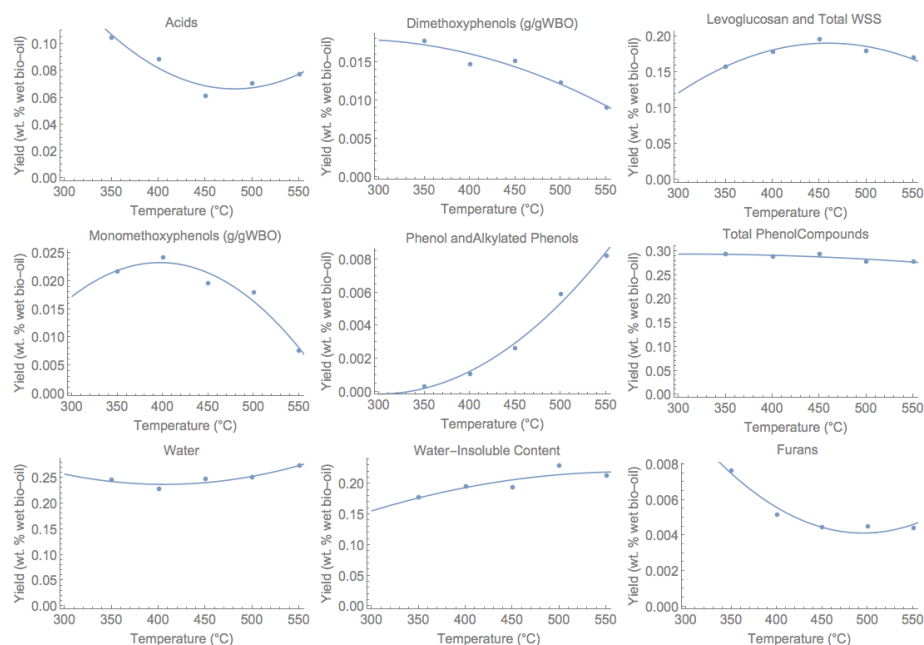 Acids
Yield (wt. % wet bio-oil)
0.10
0.08
0.06
0.04
0.02
0.00
300 350 400 450 500 550
Temperature (°C)
Dimethoxyphenols (g/gWBO)
Yield (wt. % wet bio-oil)
0.015
0.010
0.005
0.000
300 350 400 450 500 550
Temperature (°C)
Levoglucosan and Total WSS
Yield (wt. % wet bio-oil)
0.20
0.15
0.10
0.05
0.00
300 350 400 450 500 550
Temperature (°C)
Monomethoxyphenols (g/gWBO)
Yield (wt. % wet bio-oil)
0.025
0.020
0.015
0.010
0.005
0.000
300 350 400 450 500 550
Temperature (°C)
Phenol andAlkylated Phenols
Yield (wt. % wet bio-oil)
0.008
0.006
0.004
0.002
0.000
300 350 400 450 500 550
Temperature (°C)
Total PhenolCompounds
Yield (wt. % wet bio-oil)
0.30
0.25
0.20
0.15
0.10
0.05
0.00
300 350 400 450 500 550
Temperature (°C)
Water
Yield (wt. % wet bio-oil)
0.25
0.20
0.15
0.10
0.05
0.00
300 350 400 450 500 550
Temperature (°C)
Water-Insoluble Content
Yield (wt. % wet bio-oil)
0.20
0.15
0.10
0.05
0.00
300 350 400 450 500 550
Temperature (°C)
Furans
Yield (wt. % wet bio-oil)
0.008
0.006
0.004
0.002
0.000
300 350 400 450 500 550
Temperature (°C)